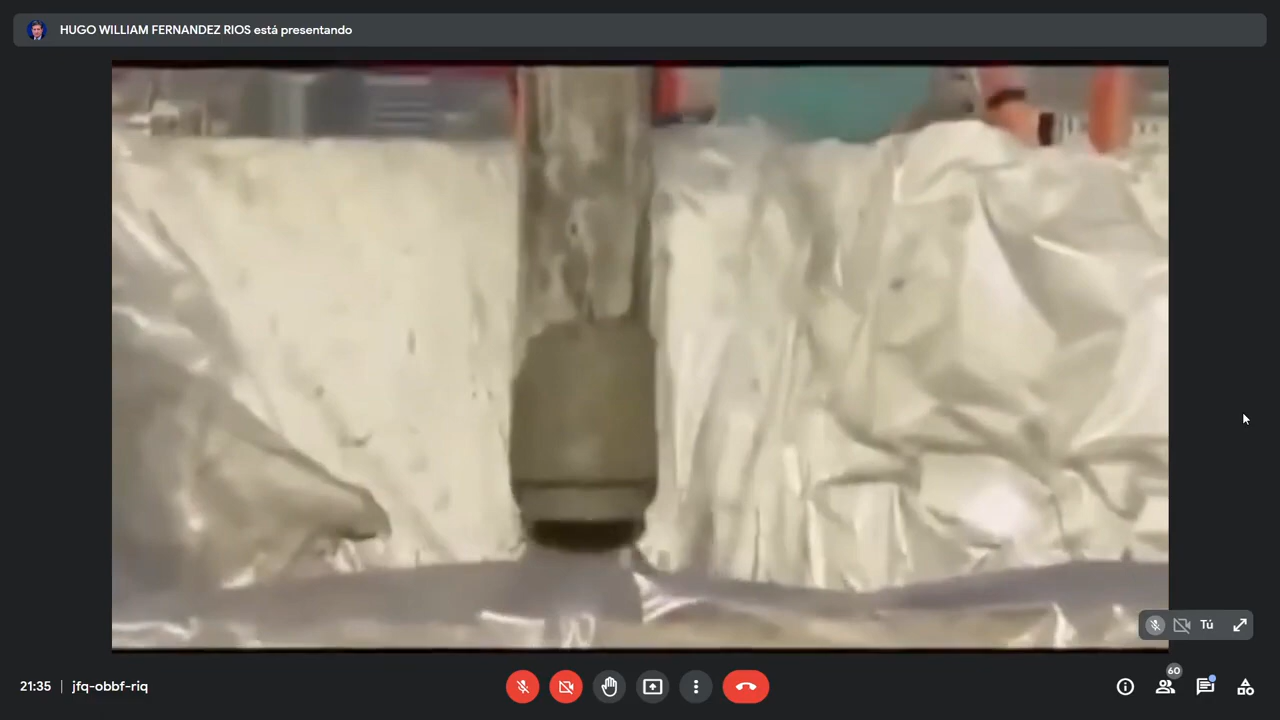 HUGO WILLIAM FERNANDEZ RIOS está presentando
Tú
21:35 | jfq-obbf-riq
60